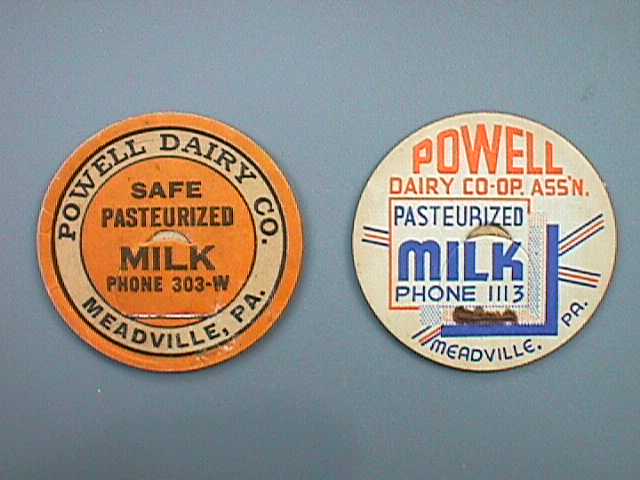 POWELL DAIRY CO.
SAFE
PASTEURIZED
MILK
PHONE 303-W
MEADVILLE, PA.
POWELL
DAIRY CO-OP. ASS'N.
PASTEURIZED
MILK
PHONE 1113
MEADVILLE, PA.